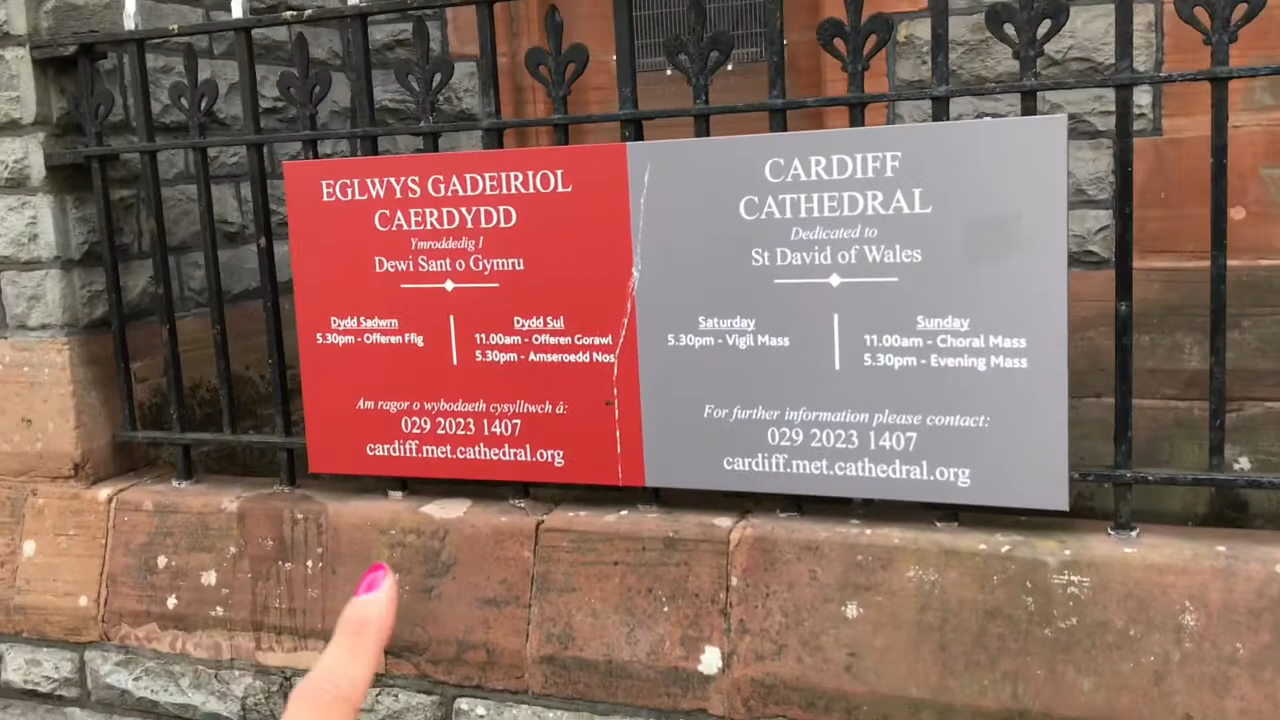 EGLWYS GADEIRIOL
CAERDYDD
Ymroddedig I
Dewi Sant o Gymru
Dydd Sadwrn
5.30pm - Offeren Ffig
Dydd Sul
11.00am - Offeren Gorawl
5.30pm - Amseroedd Nos
Am ragor o wybodaeth cysylltwch â:
029 2023 1407
cardiff.met.cathedral.org
CARDIFF
CATHEDRAL
Dedicated to
St David of Wales
Saturday
5.30pm - Vigil Mass
Sunday
11.00am - Choral Mass
5.30pm - Evening Mass
For further information please contact:
029 2023 1407
cardiff.met.cathedral.org